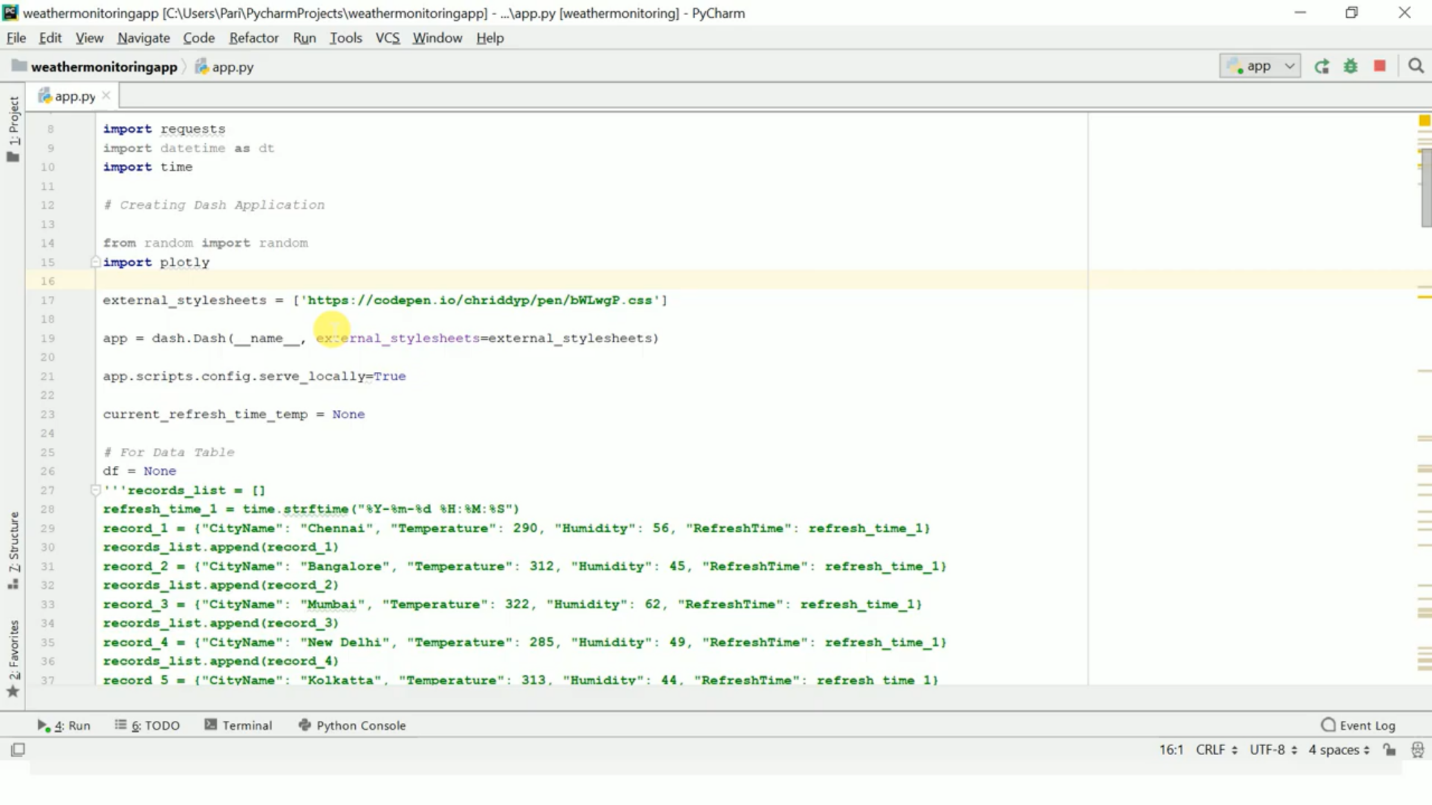 weathermonitoringapp [C:\Users\Pari\PycharmProjects\weathermonitoringapp] - ...\app.py [weathermonitoring] - PyCharm
File Edit View Navigate Code Refactor Run Tools VCS Window Help
weathermonitoringapp app.py app
app.py
1: Project
8 import requests
9 import datetime as dt
10 import time
11
12 # Creating Dash Application
13
14 from random import random
15 import plotly
16
17 external_stylesheets = ['https://codepen.io/chriddyp/pen/bWLwgP.css']
18
19 app = dash.Dash(__name__, external_stylesheets=external_stylesheets)
20
21 app.scripts.config.serve_locally=True
22
23 current_refresh_time_temp = None
24
25 # For Data Table
26 df = None
27 '''records_list = []
28 refresh_time_1 = time.strftime("%Y-%m-%d %H:%M:%S")
29 record_1 = {"CityName": "Chennai", "Temperature": 290, "Humidity": 56, "RefreshTime": refresh_time_1}
30 records_list.append(record_1)
31 record_2 = {"CityName": "Bangalore", "Temperature": 312, "Humidity": 45, "RefreshTime": refresh_time_1}
32 records_list.append(record_2)
33 record_3 = {"CityName": "Mumbai", "Temperature": 322, "Humidity": 62, "RefreshTime": refresh_time_1}
34 records_list.append(record_3)
35 record_4 = {"CityName": "New Delhi", "Temperature": 285, "Humidity": 49, "RefreshTime": refresh_time_1}
36 records_list.append(record_4)
37 record_5 = {"CityName": "Kolkatta", "Temperature": 313, "Humidity": 44, "RefreshTime": refresh_time_1}
Z: Structure
2: Favorites
4: Run 6: TODO Terminal Python Console Event Log
16:1 CRLF UTF-8 4 spaces